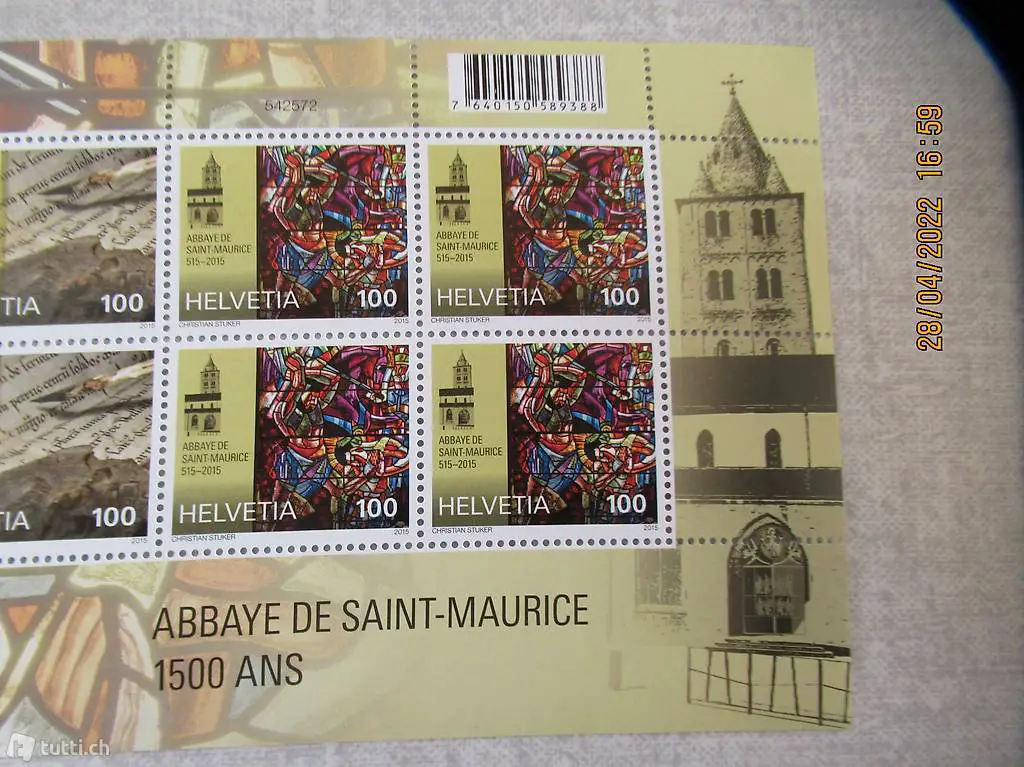 542572
7 640150 589388
ABBAYE DE
SAINT-MAURICE
515–2015
HELVETIA 100
CHRISTIAN STUKER 2015
ABBAYE DE
SAINT-MAURICE
515–2015
HELVETIA 100
CHRISTIAN STUKER 2015
100
2015
ABBAYE DE
SAINT-MAURICE
515–2015
HELVETIA 100
CHRISTIAN STUKER 2015
ABBAYE DE
SAINT-MAURICE
515–2015
HELVETIA 100
CHRISTIAN STUKER 2015
TIA 100
2015
ABBAYE DE SAINT-MAURICE
1500 ANS
28/04/2022 16:59
tutti.ch